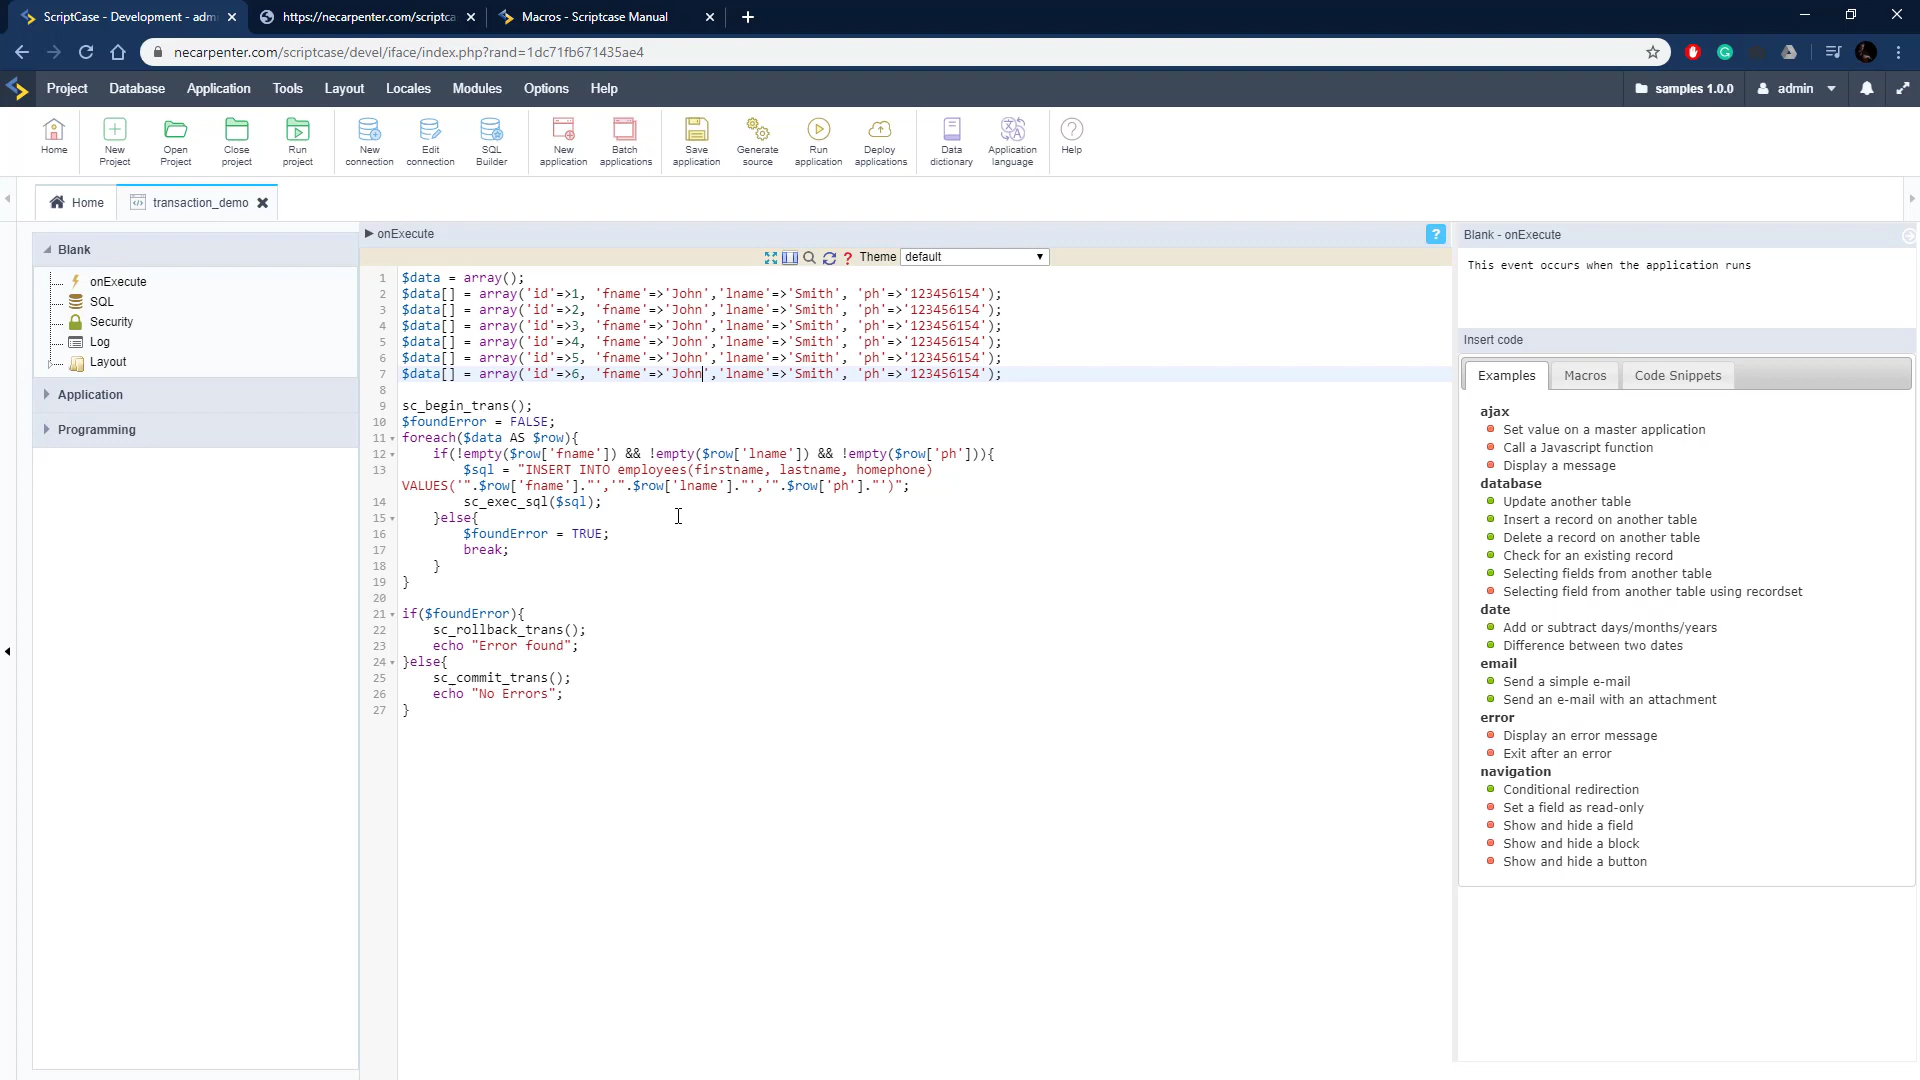 ScriptCase - Development - adm
https://necarpenter.com/scriptca
Macros - Scriptcase Manual
necarpenter.com/scriptcase/devel/iface/index.php?rand=1dc71fb671435ae4
Project Database Application Tools Layout Locales Modules Options Help
samples 1.0.0 admin
Home
New Project
Open Project
Close project
Run project
New connection
Edit connection
SQL Builder
New application
Batch applications
Save application
Generate source
Run application
Deploy applications
Data dictionary
Application language
Help
Home
transaction_demo
Blank
onExecute
SQL
Security
Log
Layout
Application
Programming
onExecute
?
? Theme default
1 $data = array();
2 $data[] = array('id'=>1, 'fname'=>'John','lname'=>'Smith', 'ph'=>'123456154');
3 $data[] = array('id'=>2, 'fname'=>'John','lname'=>'Smith', 'ph'=>'123456154');
4 $data[] = array('id'=>3, 'fname'=>'John','lname'=>'Smith', 'ph'=>'123456154');
5 $data[] = array('id'=>4, 'fname'=>'John','lname'=>'Smith', 'ph'=>'123456154');
6 $data[] = array('id'=>5, 'fname'=>'John','lname'=>'Smith', 'ph'=>'123456154');
7 $data[] = array('id'=>6, 'fname'=>'John','lname'=>'Smith', 'ph'=>'123456154');
8
9 sc_begin_trans();
10 $foundError = FALSE;
11 foreach($data AS $row){
12 if(!empty($row['fname']) && !empty($row['lname']) && !empty($row['ph'])){
13 $sql = "INSERT INTO employees(firstname, lastname, homephone)
VALUES('".$row['fname']."','".$row['lname']."','".$row['ph']."')";
14 sc_exec_sql($sql);
15 }else{
16 $foundError = TRUE;
17 break;
18 }
19 }
20
21 if($foundError){
22 sc_rollback_trans();
23 echo "Error found";
24 }else{
25 sc_commit_trans();
26 echo "No Errors";
27 }
Blank - onExecute
This event occurs when the application runs
Insert code
Examples Macros Code Snippets
ajax
Set value on a master application
Call a Javascript function
Display a message
database
Update another table
Insert a record on another table
Delete a record on another table
Check for an existing record
Selecting fields from another table
Selecting field from another table using recordset
date
Add or subtract days/months/years
Difference between two dates
email
Send a simple e-mail
Send an e-mail with an attachment
error
Display an error message
Exit after an error
navigation
Conditional redirection
Set a field as read-only
Show and hide a field
Show and hide a block
Show and hide a button